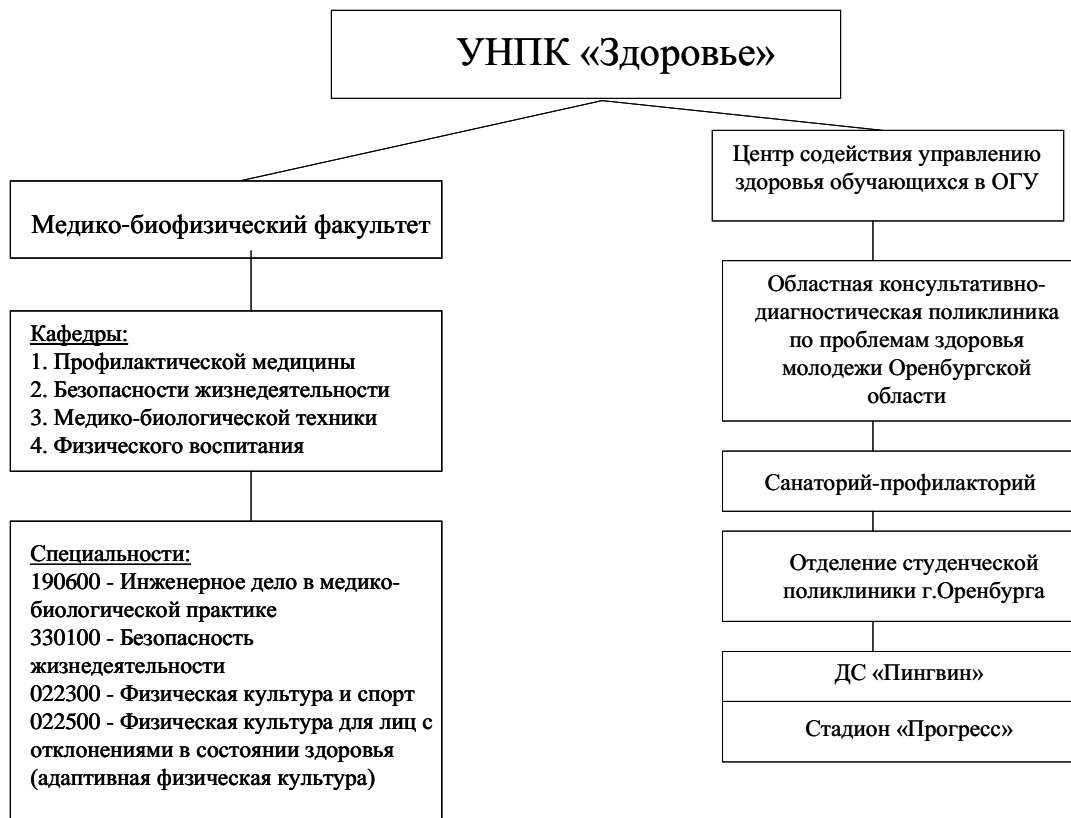 УНПК «Здоровье»
Медико-биофизический факультет
Кафедры:
1. Профилактической медицины
2. Безопасности жизнедеятельности
3. Медико-биологической техники
4. Физического воспитания
Специальности:
190600 - Инженерное дело в медико-
биологической практике
330100 - Безопасность
жизнедеятельности
022300 - Физическая культура и спорт
022500 - Физическая культура для лиц с
отклонениями в состоянии здоровья
(адаптивная физическая культура)
Центр содействия управлению
здоровья обучающихся в ОГУ
Областная консультативно-
диагностическая поликлиника
по проблемам здоровья
молодежи Оренбургской
области
Санаторий-профилакторий
Отделение студенческой
поликлиники г.Оренбурга
ДС «Пингвин»
Стадион «Прогресс»